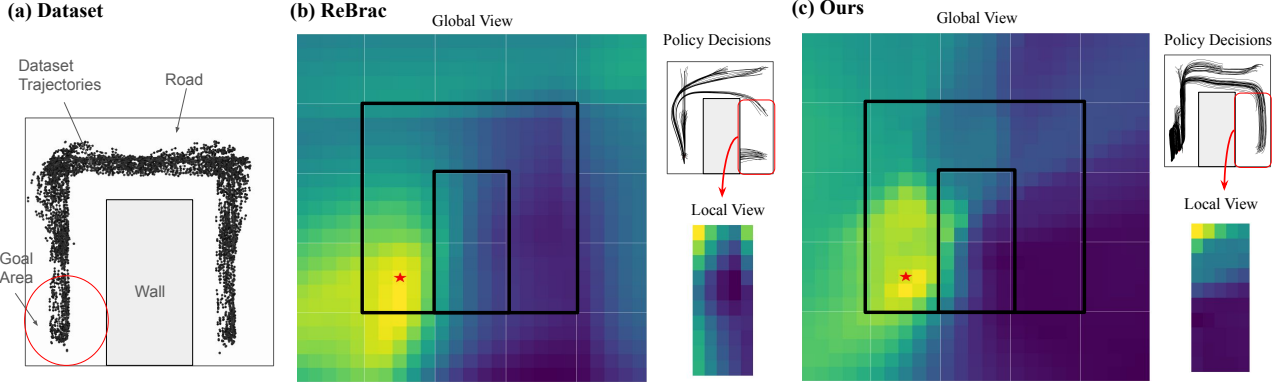 (a) Dataset
Dataset
Trajectories
Road
Goal
Area
Wall
(b) ReBrac
Global View
Policy Decisions
Local View
(c) Ours
Global View
Policy Decisions
Local View